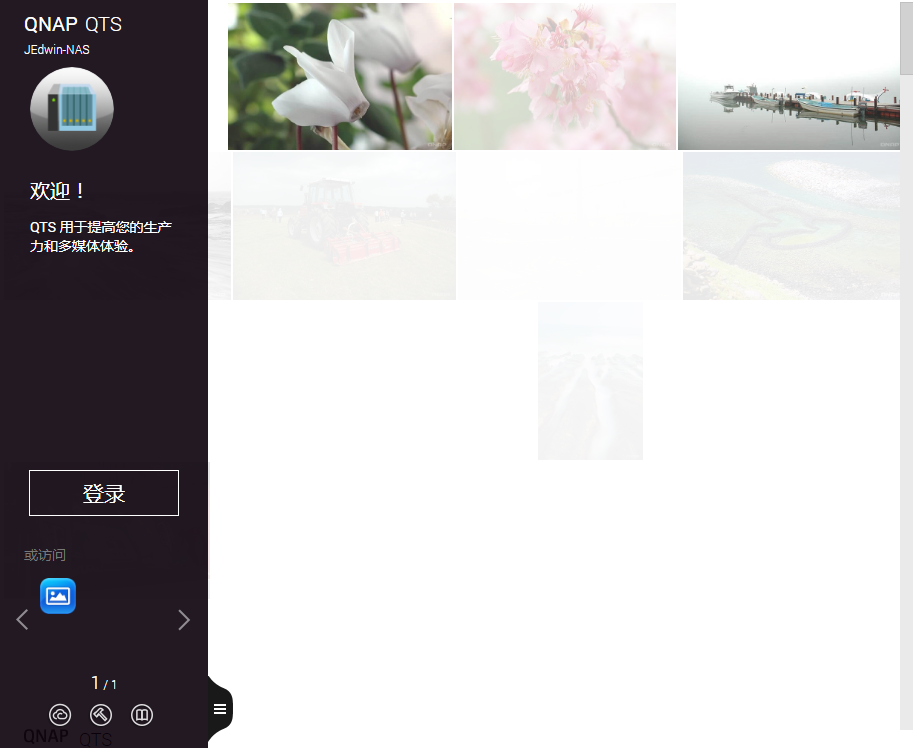 QNAP QTS
JEdwin-NAS
欢迎！
QTS 用于提高您的生产
力和多媒体体验。
登录
或访问
1 / 1
QNAP QTS